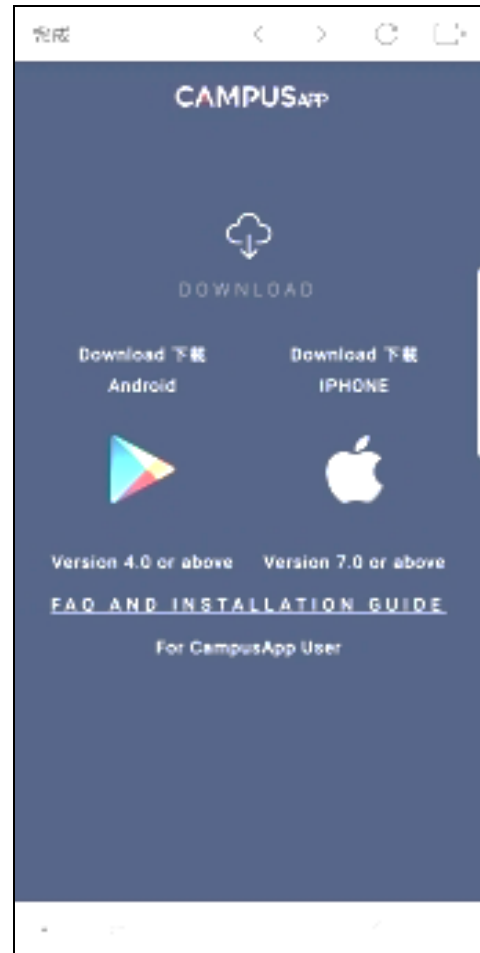 完成
CAMPUSAPP
DOWNLOAD
Download 下載
Android
Download 下載
IPHONE
Version 4.0 or above
Version 7.0 or above
FAQ AND INSTALLATION GUIDE
For CampusApp User